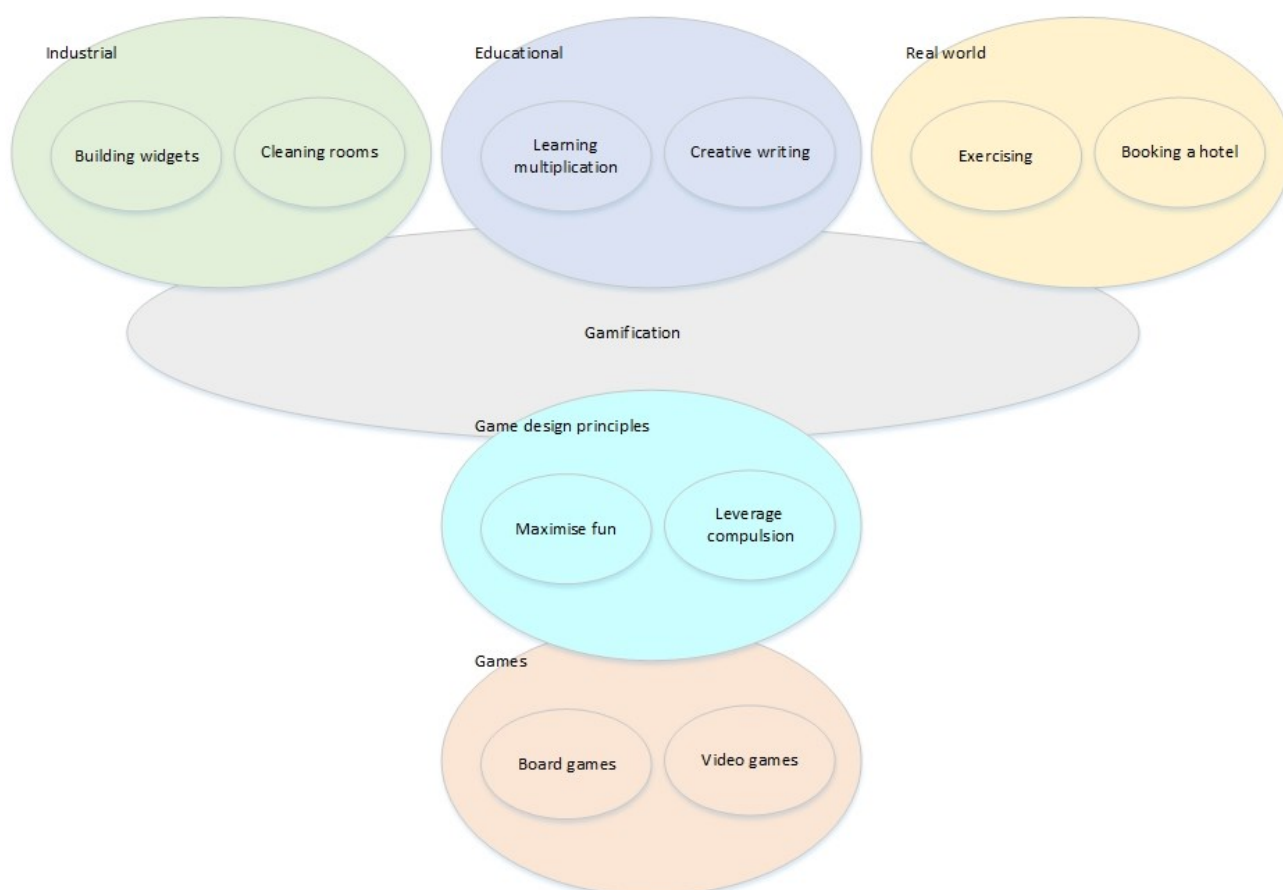 Industrial
Building widgets
Cleaning rooms
Educational
Learning
multiplication
Creative writing
Real world
Exercising
Booking a hotel
Gamification
Game design principles
Maximise fun
Leverage
compulsion
Games
Board games
Video games